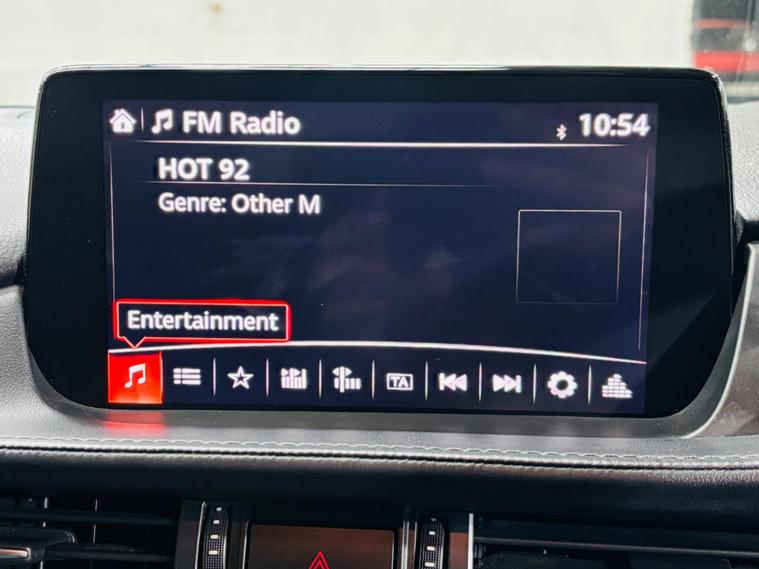 FM Radio
10:54
HOT 92
Genre: Other M
Entertainment
TA